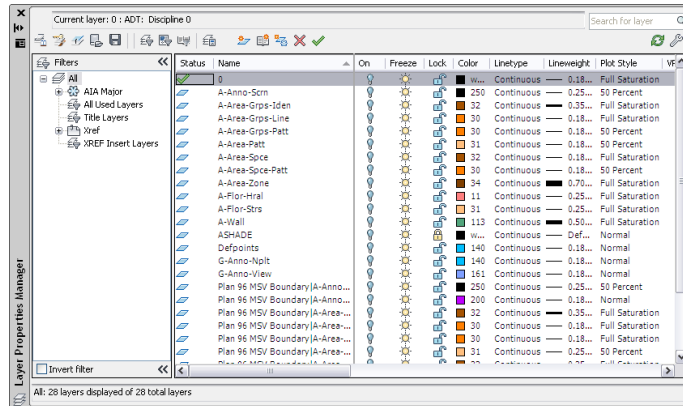 Current layer: 0 : ADT: Discipline 0
Search for layer
Filters
All
AIA Major
All Used Layers
Title Layers
Xref
XREF Insert Layers
Invert filter
Status Name On Freeze Lock Color Linetype Lineweight Plot Style VF
0 w... Continuous 0.18... Full Saturation
A-Anno-Scrn 250 Continuous 0.25... 50 Percent
A-Area-Grps-Iden 32 Continuous 0.35... Full Saturation
A-Area-Grps-Line 30 Continuous 0.18... Full Saturation
A-Area-Grps-Patt 30 Continuous 0.18... 50 Percent
A-Area-Patt 31 Continuous 0.18... 50 Percent
A-Area-Spce 32 Continuous 0.18... Full Saturation
A-Area-Spce-Patt 30 Continuous 0.18... Full Saturation
A-Area-Zone 34 Continuous 0.70... Full Saturation
A-Flor-Hral 11 Continuous 0.25... Full Saturation
A-Flor-Strs 31 Continuous 0.25... Full Saturation
A-Wall 113 Continuous 0.50... Full Saturation
ASHADE w... Continuous Def... Normal
Defpoints 140 Continuous 0.18... Normal
G-Anno-Nplt 140 Continuous 0.18... Normal
G-Anno-View 161 Continuous 0.18... Normal
Plan 96 MSV Boundary|A-Anno... 250 Continuous 0.25... 50 Percent
Plan 96 MSV Boundary|A-Anno... 200 Continuous 0.18... Normal
Plan 96 MSV Boundary|A-Area-... 32 Continuous 0.35... Full Saturation
Plan 96 MSV Boundary|A-Area-... 30 Continuous 0.18... Full Saturation
Plan 96 MSV Boundary|A-Area-... 30 Continuous 0.18... Full Saturation
Plan 96 MSV Boundary|A-Area-... 31 Continuous 0.25... 50 Percent
Layer Properties Manager
All: 28 layers displayed of 28 total layers